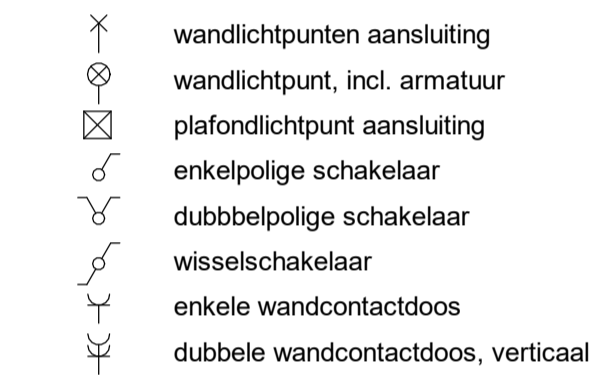 wandlichtpunten aansluiting
wandlichtpunt, incl. armatuur
plafondlichtpunt aansluiting
enkelpolige schakelaar
dubbbelpolige schakelaar
wisselschakelaar
enkele wandcontactdoos
dubbele wandcontactdoos, verticaal